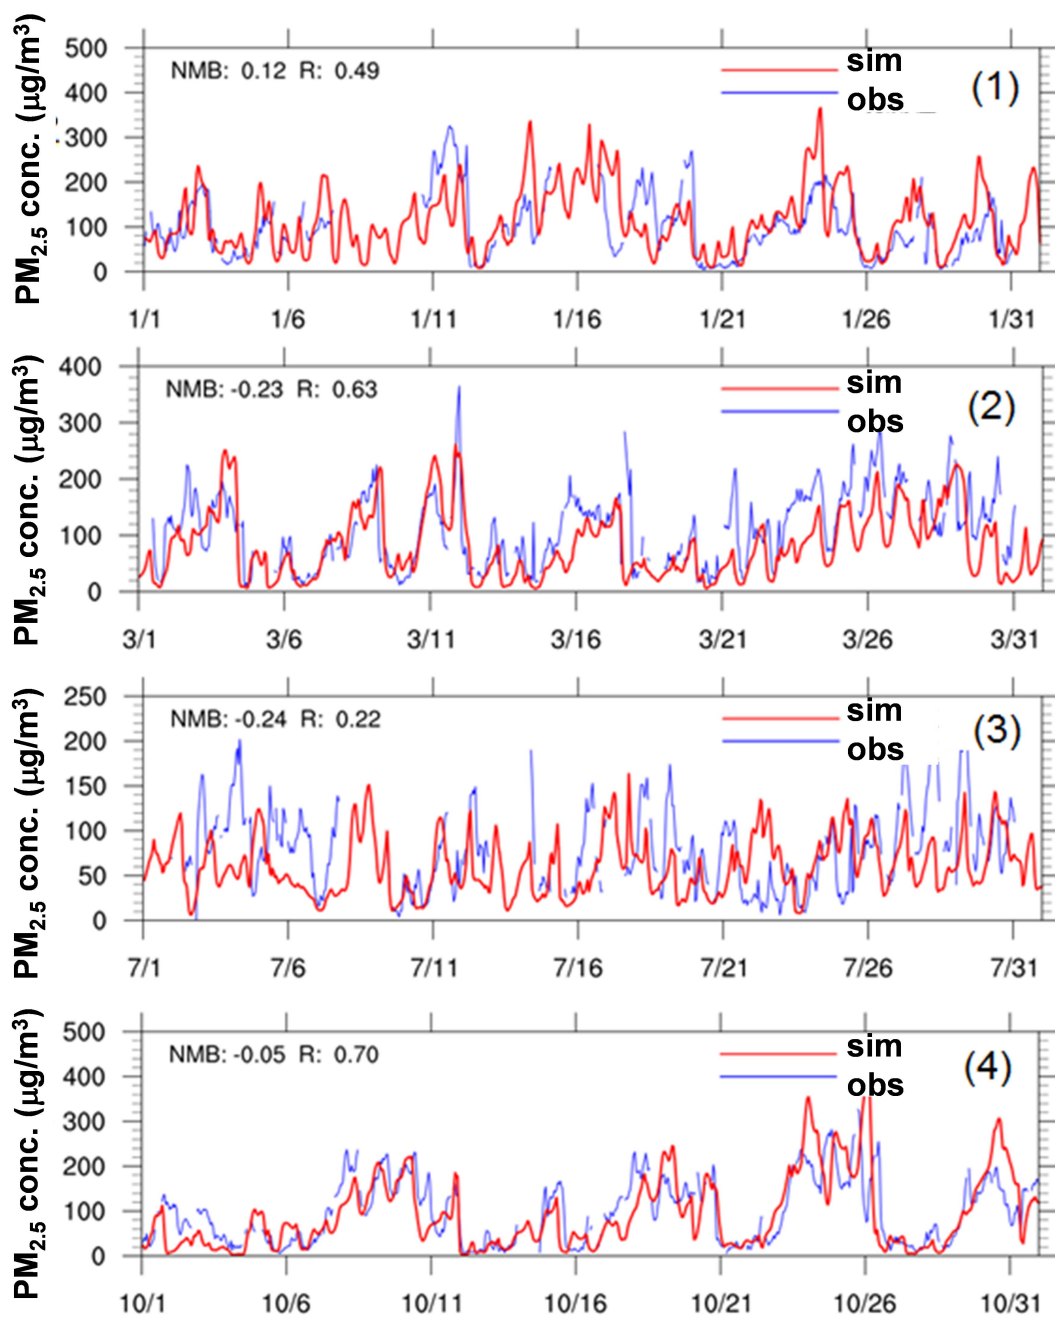 PM2.5 conc. (μg/m3)
500
400
300
200
100
0
NMB: 0.12 R: 0.49
sim
obs
(1)
1/1 1/6 1/11 1/16 1/21 1/26 1/31
PM2.5 conc. (μg/m3)
400
300
200
100
0
NMB: -0.23 R: 0.63
sim
obs
(2)
3/1 3/6 3/11 3/16 3/21 3/26 3/31
PM2.5 conc. (μg/m3)
250
200
150
100
50
0
NMB: -0.24 R: 0.22
sim
obs
(3)
7/1 7/6 7/11 7/16 7/21 7/26 7/31
PM2.5 conc. (μg/m3)
500
400
300
200
100
0
NMB: -0.05 R: 0.70
sim
obs
(4)
10/1 10/6 10/11 10/16 10/21 10/26 10/31